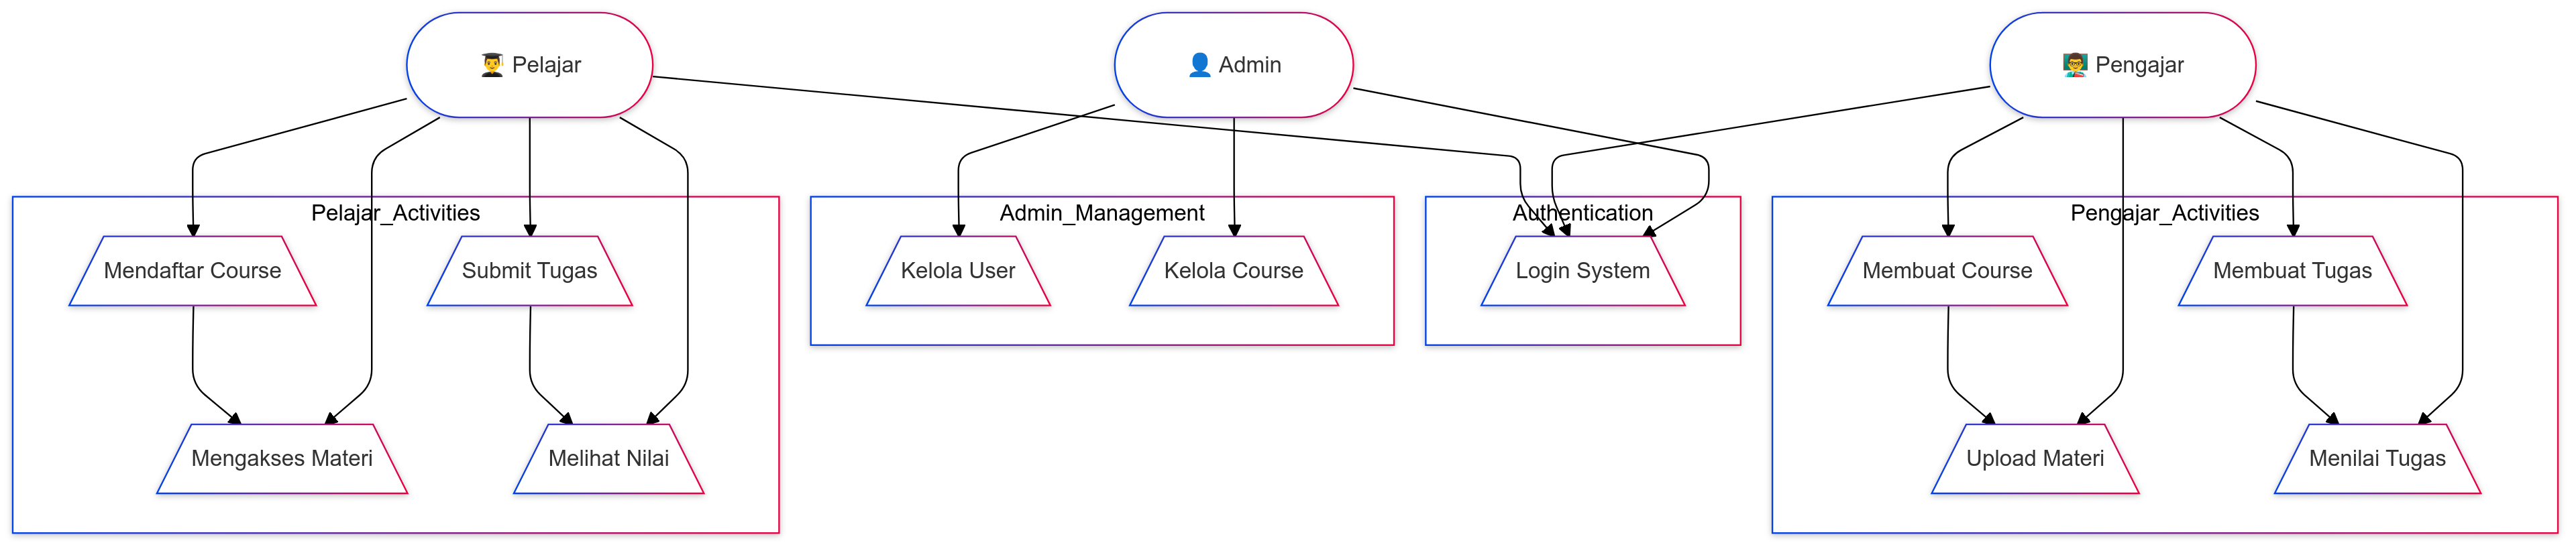 👨‍🎓 Pelajar
👤 Admin
👨‍🏫 Pengajar
Pelajar_Activities
Admin_Management
Authentication
Pengajar_Activities
Mendaftar Course
Submit Tugas
Kelola User
Kelola Course
Login System
Membuat Course
Membuat Tugas
Mengakses Materi
Melihat Nilai
Upload Materi
Menilai Tugas